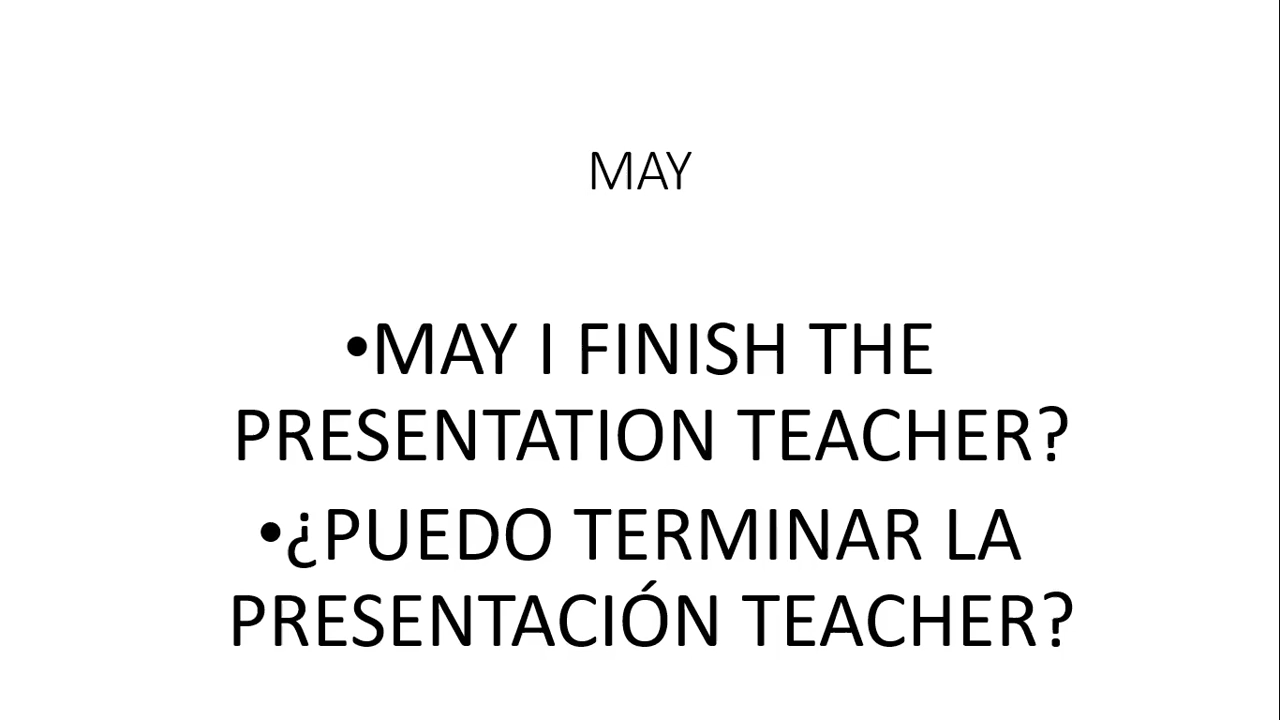 MAY
•MAY I FINISH THE
PRESENTATION TEACHER?
•¿PUEDO TERMINAR LA
PRESENTACIÓN TEACHER?